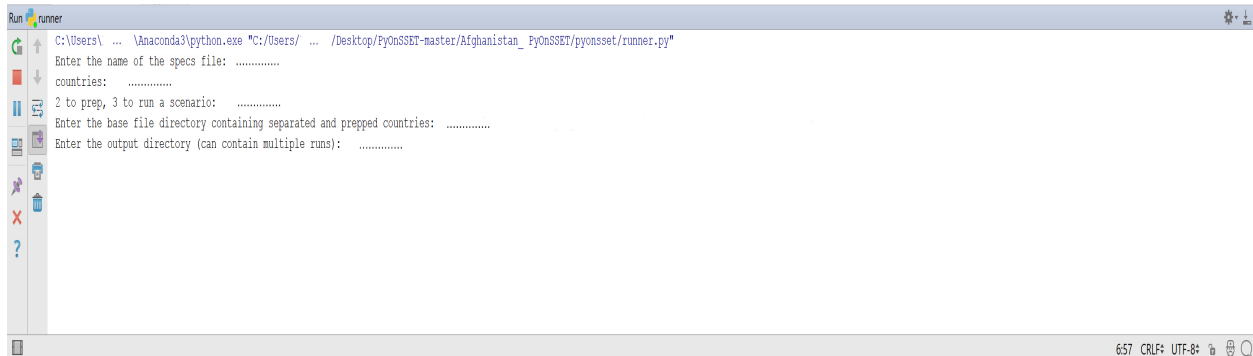 Run runner
C:\Users\ ... \Anaconda3\python.exe "C:/Users/ ... /Desktop/PyOnSSET-master/Afghanistan_ PyOnSSET/pyonsset/runner.py"
Enter the name of the specs file: ..............
countries: ..............
2 to prep, 3 to run a scenario: ..............
Enter the base file directory containing separated and prepped countries: ..............
Enter the output directory (can contain multiple runs): ..............
6:57 CRLF UTF-8